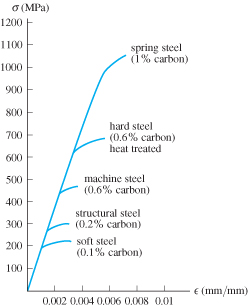 σ (MPa)
1200
1100
1000
900
800
700
600
500
400
300
200
100
spring steel
(1% carbon)
hard steel
(0.6% carbon)
heat treated
machine steel
(0.6% carbon)
structural steel
(0.2% carbon)
soft steel
(0.1% carbon)
0.002 0.004 0.006 0.008 0.01
ϵ (mm/mm)